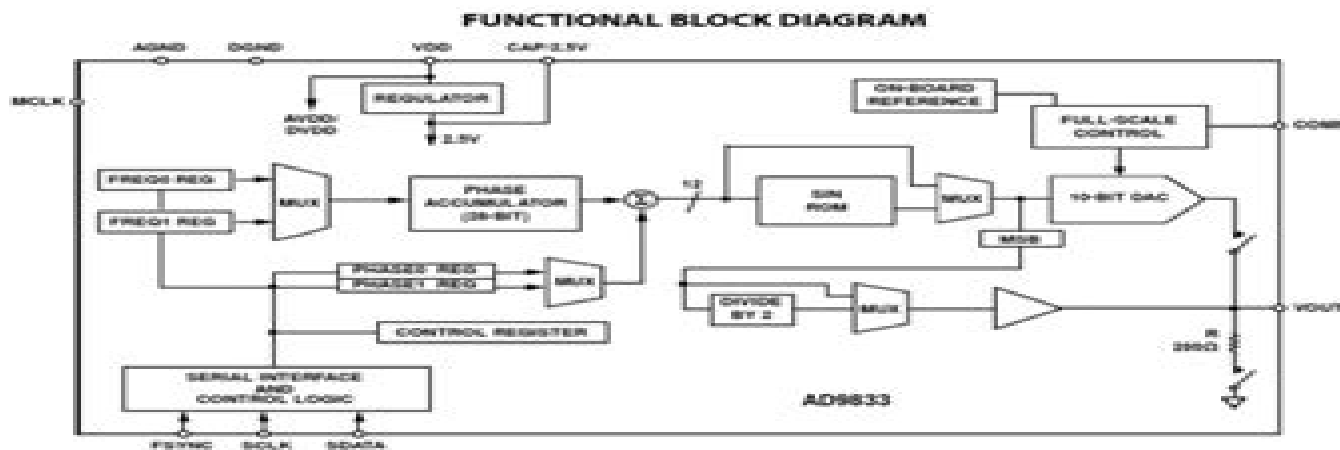 FUNCTIONAL BLOCK DIAGRAM
AGND
DGND
VDD
CAP/2.5V
MCLK
REGULATOR
AVDD/
DVDD
2.5V
ON-BOARD
REFERENCE
FULL-SCALE
CONTROL
COMP
FREQ0 REG
FREQ1 REG
MUX
PHASE
ACCUMULATOR
(28-BIT)
Σ
12
SIN
ROM
MUX
10-BIT DAC
MSB
PHASE0 REG
PHASE1 REG
MUX
DIVIDE
BY 2
MUX
VOUT
CONTROL REGISTER
R
200Ω
SERIAL INTERFACE
AND
CONTROL LOGIC
AD9833
FSYNC
SCLK
SDATA